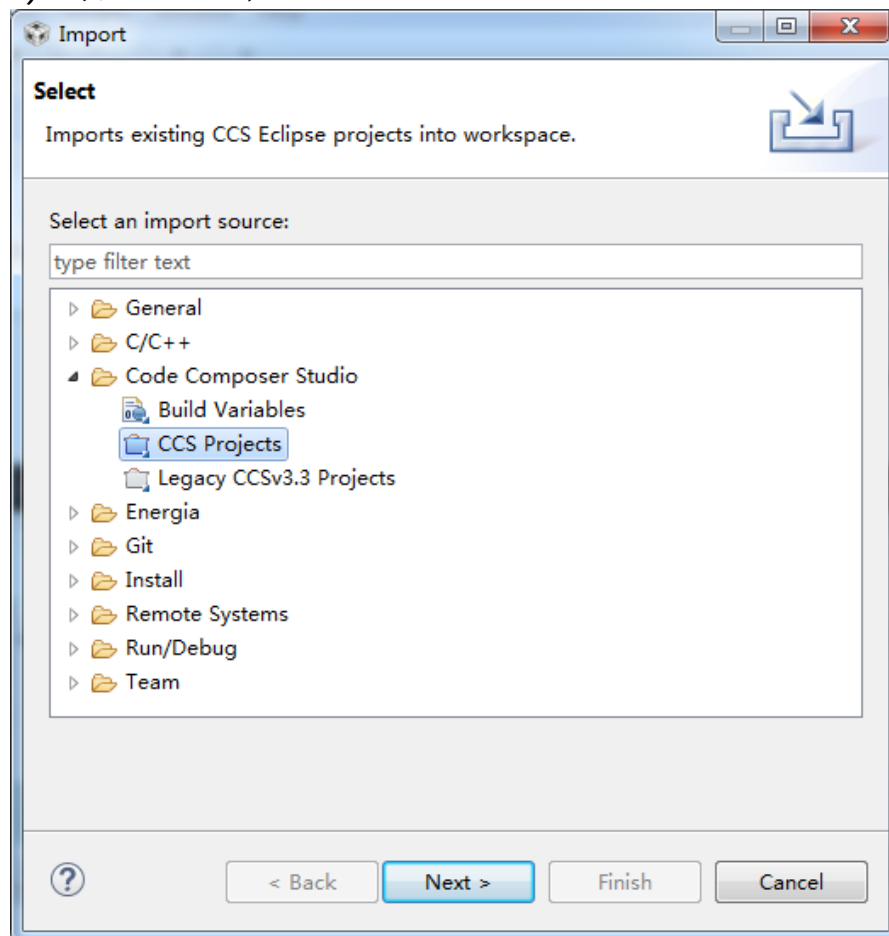 Import
Select
Imports existing CCS Eclipse projects into workspace.
Select an import source:
type filter text
General
C/C++
Code Composer Studio
Build Variables
CCS Projects
Legacy CCSv3.3 Projects
Energia
Git
Install
Remote Systems
Run/Debug
Team
? < Back Next > Finish Cancel